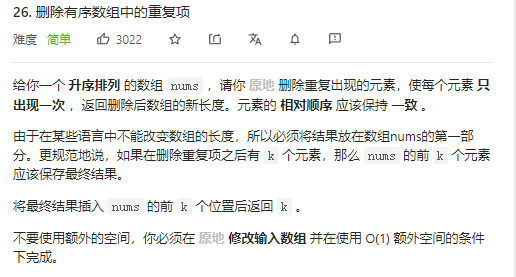 26. 删除有序数组中的重复项
难度 简单 3022
给你一个 升序排列 的数组 nums ，请你 原地 删除重复出现的元素，使每个元素 只
出现一次 ，返回删除后数组的新长度。元素的 相对顺序 应该保持 一致 。
由于在某些语言中不能改变数组的长度，所以必须将结果放在数组nums的第一部
分。更规范地说，如果在删除重复项之后有 k 个元素，那么 nums 的前 k 个元素
应该保存最终结果。
将最终结果插入 nums 的前 k 个位置后返回 k 。
不要使用额外的空间，你必须在 原地 修改输入数组 并在使用 O(1) 额外空间的条件
下完成。